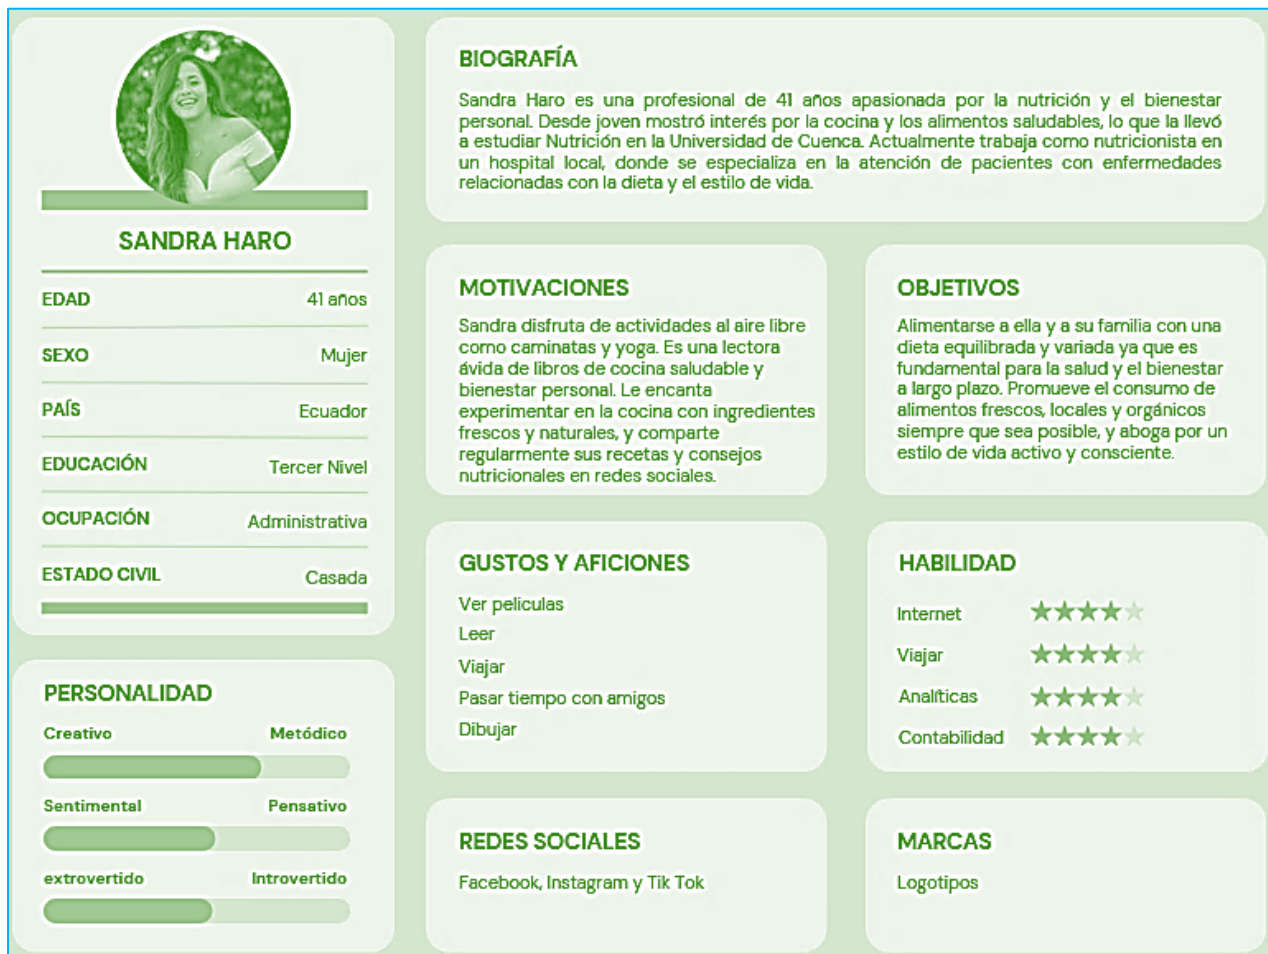 SANDRA HARO
EDAD 41 años
SEXO Mujer
PAÍS Ecuador
EDUCACIÓN Tercer Nivel
OCUPACIÓN Administrativa
ESTADO CIVIL Casada
PERSONALIDAD
Creativo Metódico
Sentimental Pensativo
extrovertido Introvertido
BIOGRAFÍA
Sandra Haro es una profesional de 41 años apasionada por la nutrición y el bienestar
personal. Desde joven mostró interés por la cocina y los alimentos saludables, lo que la llevó
a estudiar Nutrición en la Universidad de Cuenca. Actualmente trabaja como nutricionista en
un hospital local, donde se especializa en la atención de pacientes con enfermedades
relacionadas con la dieta y el estilo de vida.
MOTIVACIONES
Sandra disfruta de actividades al aire libre
como caminatas y yoga. Es una lectora
ávida de libros de cocina saludable y
bienestar personal. Le encanta
experimentar en la cocina con ingredientes
frescos y naturales, y comparte
regularmente sus recetas y consejos
nutricionales en redes sociales.
OBJETIVOS
Alimentarse a ella y a su familia con una
dieta equilibrada y variada ya que es
fundamental para la salud y el bienestar
a largo plazo. Promueve el consumo de
alimentos frescos, locales y orgánicos
siempre que sea posible, y aboga por un
estilo de vida activo y consciente.
GUSTOS Y AFICIONES
Ver peliculas
Leer
Viajar
Pasar tiempo con amigos
Dibujar
HABILIDAD
Internet
Viajar
Analíticas
Contabilidad
REDES SOCIALES
Facebook, Instagram y Tik Tok
MARCAS
Logotipos